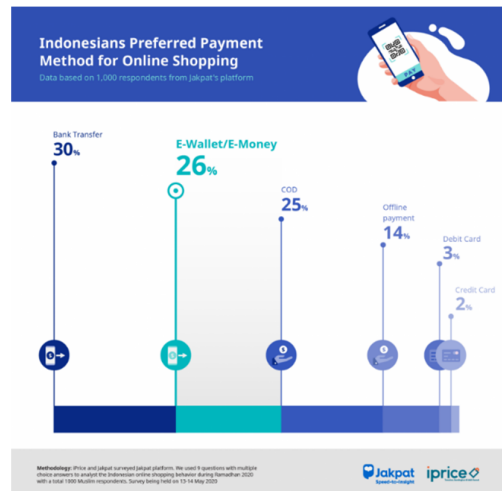 Indonesians Preferred Payment
Method for Online Shopping
Data based on 1,000 respondents from Jakpat's platform
PAY
Bank Transfer
30%
E-Wallet/E-Money
26%
COD
25%
Offline
payment
14%
Debit Card
3%
Credit Card
2%
Methodology: iPrice and Jakpat surveyed Jakpat platform. We used 9 questions with multiple
choice answers to analyst the Indonesian online shopping behavior during Ramadhan 2020
with a total 1000 Muslim respondents. Survey being held on 13-14 May 2020
Jakpat
Speed-to-Insight
iprice